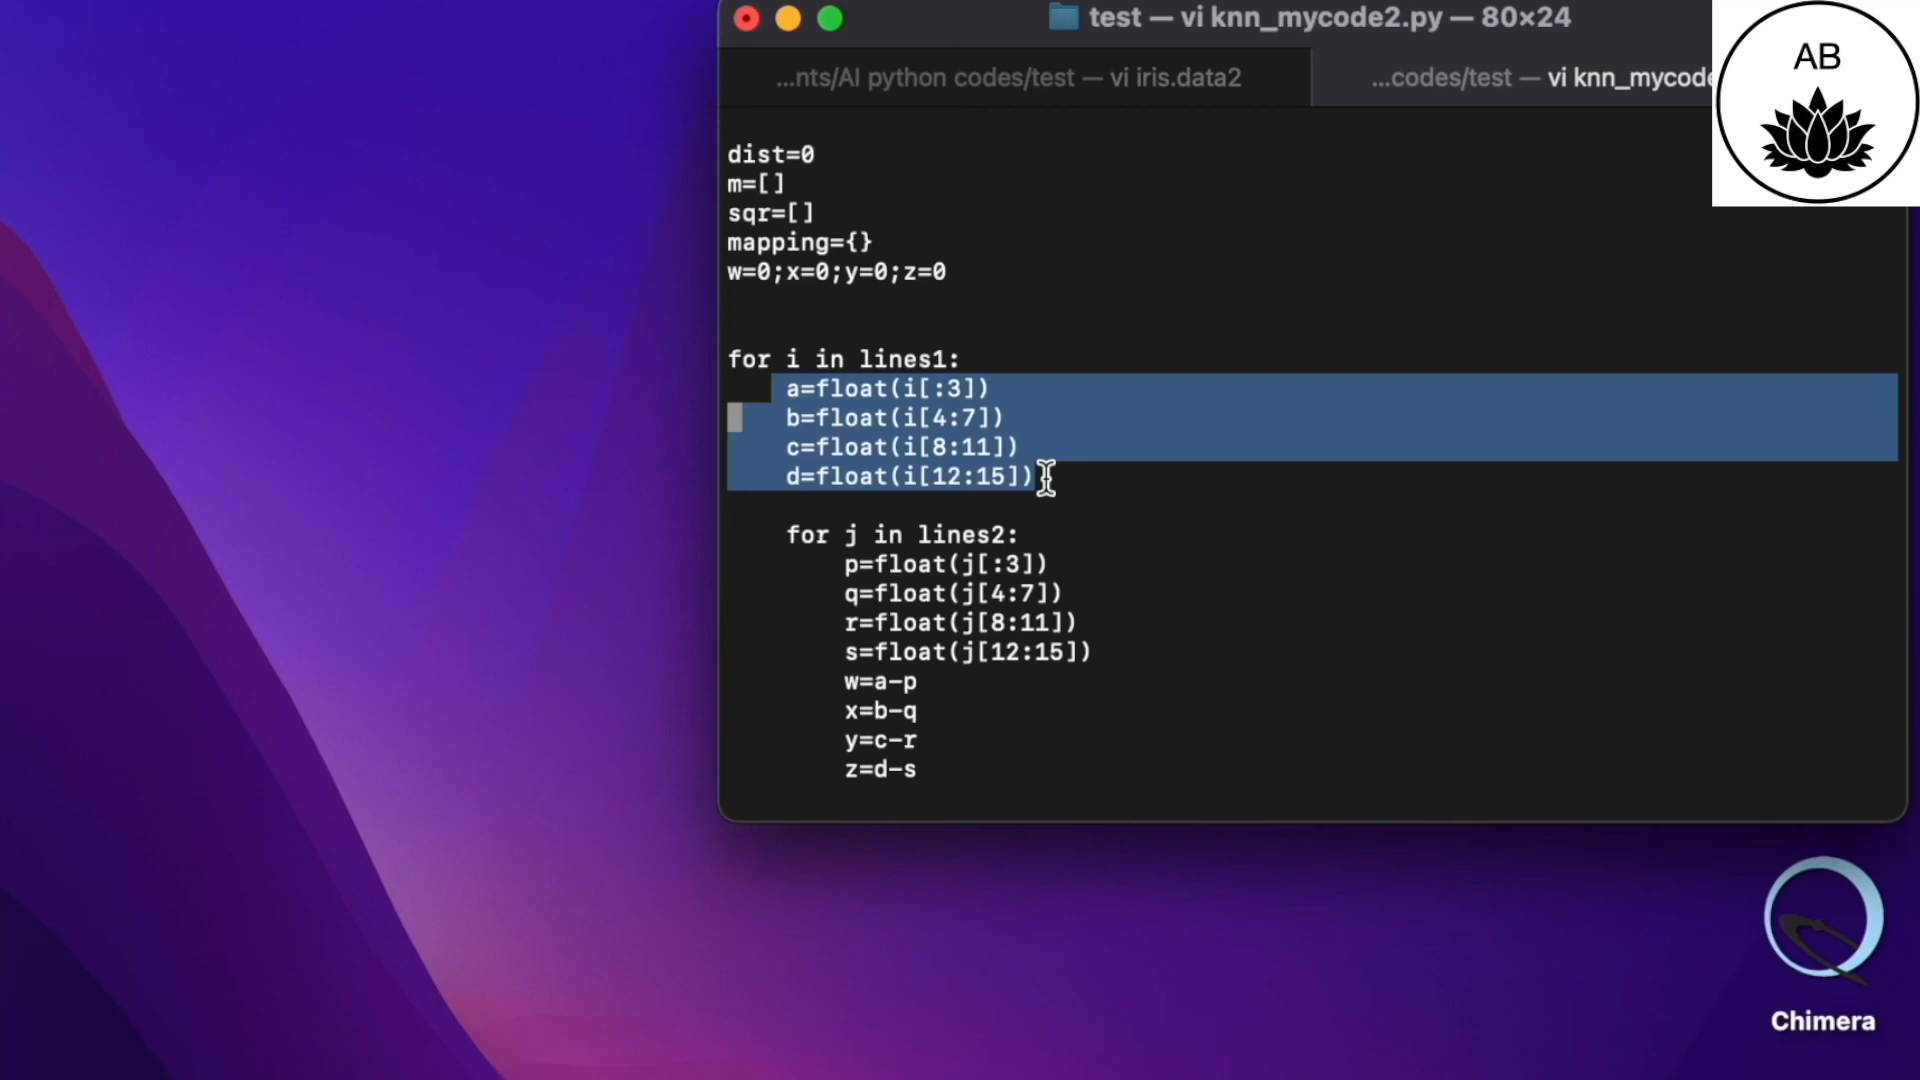 test — vi knn_mycode2.py — 80×24
...nts/AI python codes/test — vi iris.data2
...codes/test — vi knn_mycode
AB
dist=0
m=[]
sqr=[]
mapping={}
w=0;x=0;y=0;z=0
for i in lines1:
    a=float(i[:3])
    b=float(i[4:7])
    c=float(i[8:11])
    d=float(i[12:15])
    for j in lines2:
        p=float(j[:3])
        q=float(j[4:7])
        r=float(j[8:11])
        s=float(j[12:15])
        w=a-p
        x=b-q
        y=c-r
        z=d-s
Chimera